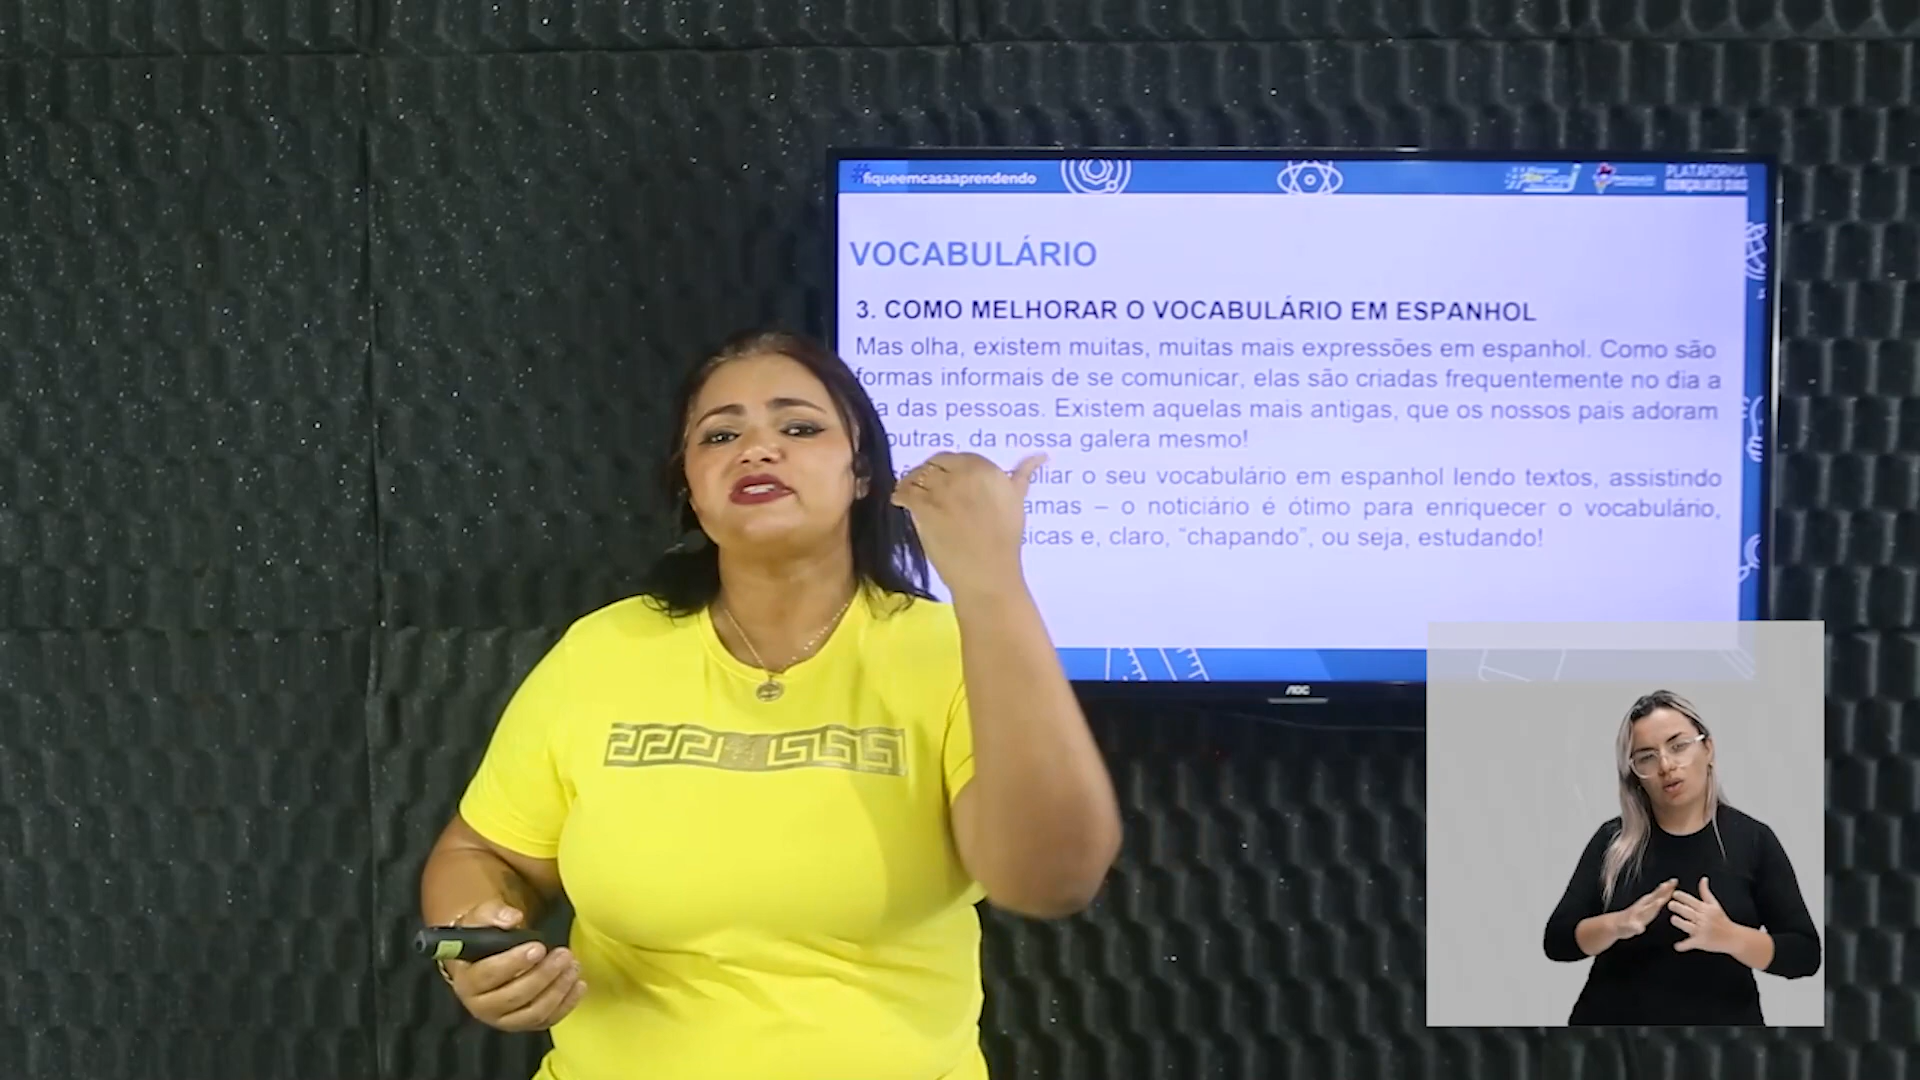 #fiqueemcasaaprendendo
PLATAFORMA
GONÇALVES DIAS
VOCABULÁRIO
3. COMO MELHORAR O VOCABULÁRIO EM ESPANHOL
Mas olha, existem muitas, muitas mais expressões em espanhol. Como são
formas informais de se comunicar, elas são criadas frequentemente no dia a
das pessoas. Existem aquelas mais antigas, que os nossos pais adoram
outras, da nossa galera mesmo!
o seu vocabulário em espanhol lendo textos, assistindo
– o noticiário é ótimo para enriquecer o vocabulário,
e, claro, “chapando”, ou seja, estudando!
AOC